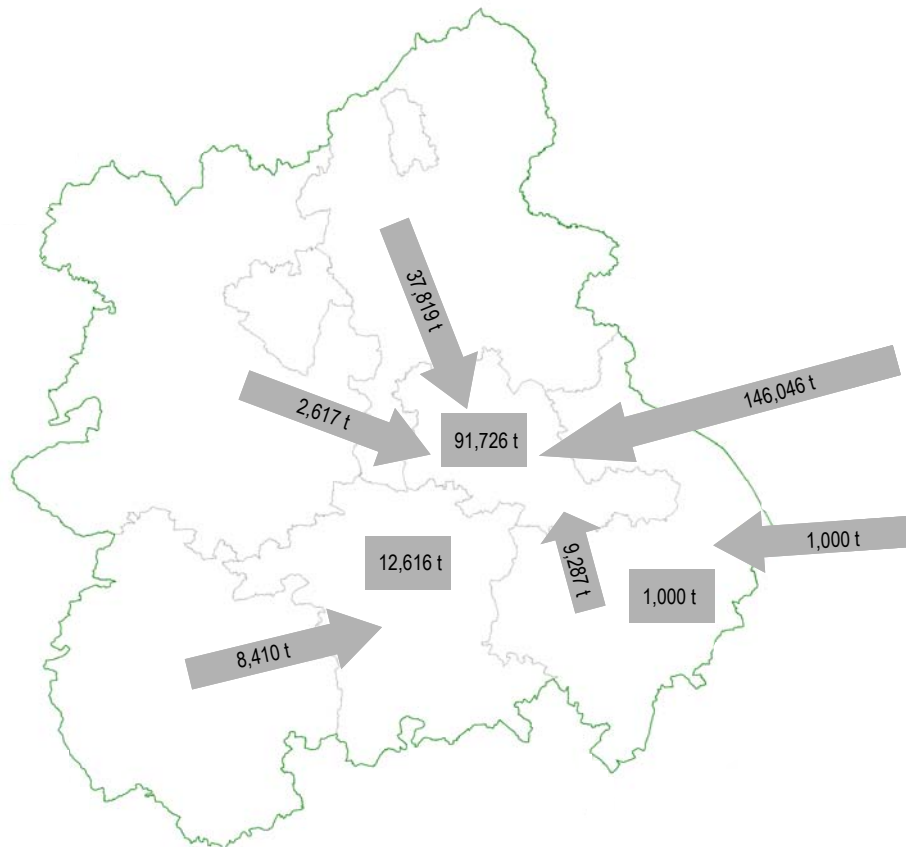 37,819 t
146,046 t
2,617 t
91,726 t
1,000 t
12,616 t
9,287 t
1,000 t
8,410 t